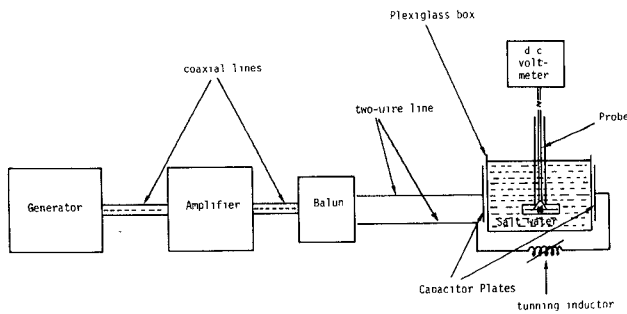 Plexiglass box
d c
volt-
meter
coaxial lines
two-wire line
Probe
Generator
Amplifier
Balun
Salt water
Capacitor Plates
tunning inductor